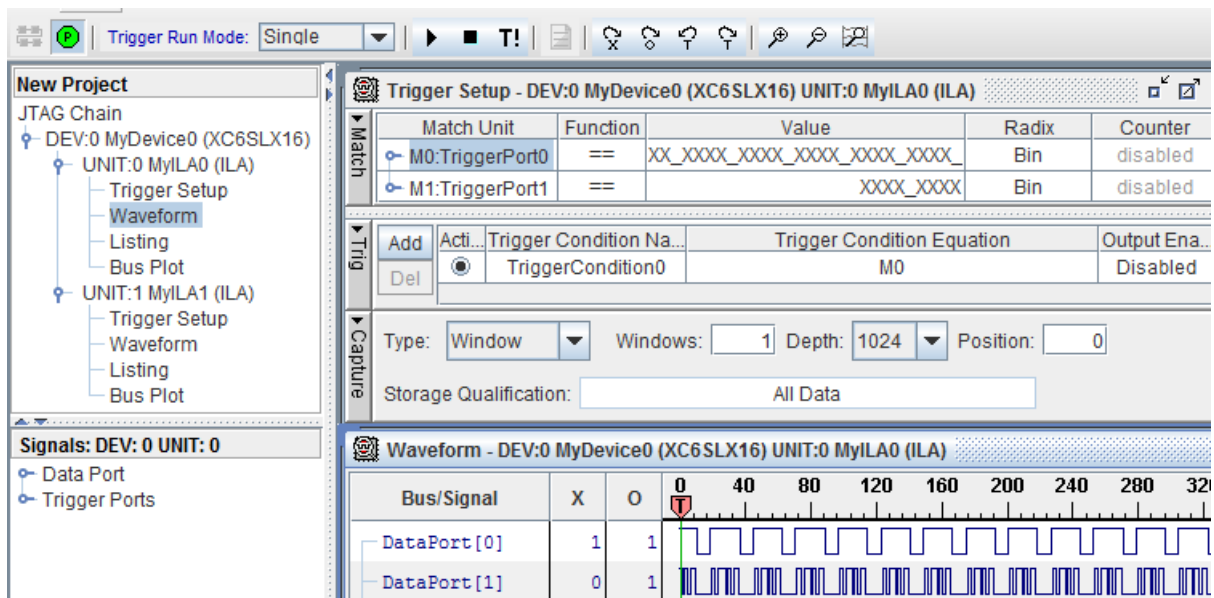 Trigger Run Mode: Single T!
New Project
JTAG Chain
DEV:0 MyDevice0 (XC6SLX16)
UNIT:0 MyILA0 (ILA)
Trigger Setup
Waveform
Listing
Bus Plot
UNIT:1 MyILA1 (ILA)
Trigger Setup
Waveform
Listing
Bus Plot
Signals: DEV: 0 UNIT: 0
Data Port
Trigger Ports
Trigger Setup - DEV:0 MyDevice0 (XC6SLX16) UNIT:0 MyILA0 (ILA)
Match
Match Unit Function Value Radix Counter
M0:TriggerPort0 == XX_XXXX_XXXX_XXXX_XXXX_XXXX_ Bin disabled
M1:TriggerPort1 == XXXX_XXXX Bin disabled
Trig
Add Acti... Trigger Condition Na... Trigger Condition Equation Output Ena...
Del TriggerCondition0 M0 Disabled
Capture
Type: Window Windows: 1 Depth: 1024 Position: 0
Storage Qualification: All Data
Waveform - DEV:0 MyDevice0 (XC6SLX16) UNIT:0 MyILA0 (ILA)
Bus/Signal X O 0 40 80 120 160 200 240 280 32
T
DataPort[0] 1 1
DataPort[1] 0 1